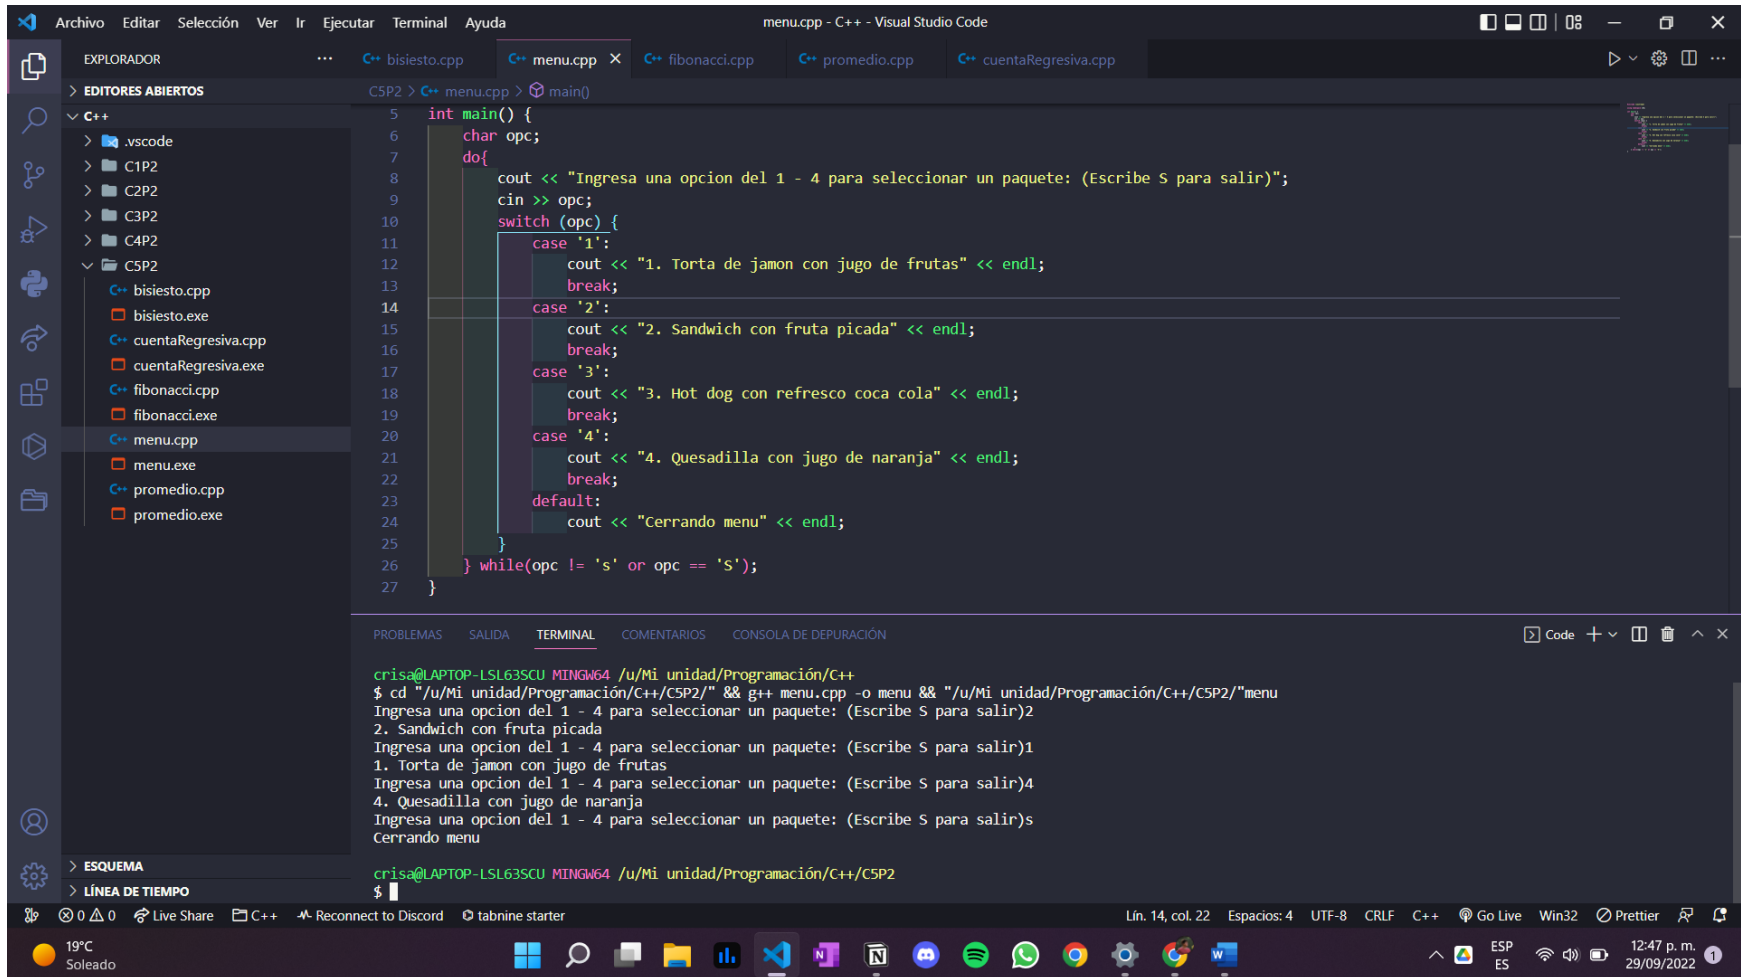 Archivo Editar Selección Ver Ir Ejecutar Terminal Ayuda
menu.cpp - C++ - Visual Studio Code
EXPLORADOR
bisiesto.cpp
menu.cpp
fibonacci.cpp
promedio.cpp
cuentaRegresiva.cpp
EDITORES ABIERTOS
C5P2 > menu.cpp > main()
C++
.vscode
C1P2
C2P2
C3P2
C4P2
C5P2
bisiesto.cpp
bisiesto.exe
cuentaRegresiva.cpp
cuentaRegresiva.exe
fibonacci.cpp
fibonacci.exe
menu.cpp
menu.exe
promedio.cpp
promedio.exe
5 int main() {
6 char opc;
7 do{
8 cout << "Ingresa una opcion del 1 - 4 para seleccionar un paquete: (Escribe S para salir)";
9 cin >> opc;
10 switch (opc) {
11 case '1':
12 cout << "1. Torta de jamon con jugo de frutas" << endl;
13 break;
14 case '2':
15 cout << "2. Sandwich con fruta picada" << endl;
16 break;
17 case '3':
18 cout << "3. Hot dog con refresco coca cola" << endl;
19 break;
20 case '4':
21 cout << "4. Quesadilla con jugo de naranja" << endl;
22 break;
23 default:
24 cout << "Cerrando menu" << endl;
25 }
26 } while(opc != 's' or opc == 'S');
27 }
PROBLEMAS SALIDA TERMINAL COMENTARIOS CONSOLA DE DEPURACIÓN
Code
crisa@LAPTOP-LSL63SCU MINGW64 /u/Mi unidad/Programación/C++
$ cd "/u/Mi unidad/Programación/C++/C5P2/" && g++ menu.cpp -o menu && "/u/Mi unidad/Programación/C++/C5P2/"menu
Ingresa una opcion del 1 - 4 para seleccionar un paquete: (Escribe S para salir)2
2. Sandwich con fruta picada
Ingresa una opcion del 1 - 4 para seleccionar un paquete: (Escribe S para salir)1
1. Torta de jamon con jugo de frutas
Ingresa una opcion del 1 - 4 para seleccionar un paquete: (Escribe S para salir)4
4. Quesadilla con jugo de naranja
Ingresa una opcion del 1 - 4 para seleccionar un paquete: (Escribe S para salir)s
Cerrando menu
crisa@LAPTOP-LSL63SCU MINGW64 /u/Mi unidad/Programación/C++/C5P2
$
ESQUEMA
LÍNEA DE TIEMPO
0 0 Live Share C++ Reconnect to Discord tabnine starter
Lín. 14, col. 22 Espacios: 4 UTF-8 CRLF C++ Go Live Win32 Prettier
19°C
Soleado
ESP
ES
12:47 p. m.
29/09/2022
1